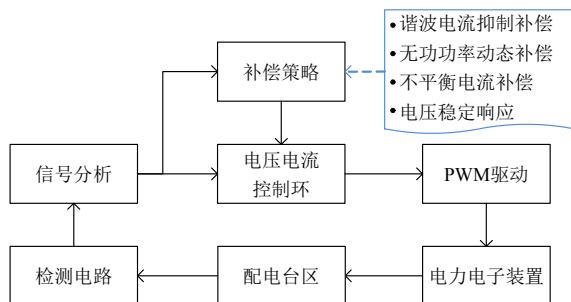 •谐波电流抑制补偿
•无功功率动态补偿
•不平衡电流补偿
•电压稳定响应
补偿策略
信号分析
电压电流
控制环
PWM驱动
检测电路
配电台区
电力电子装置